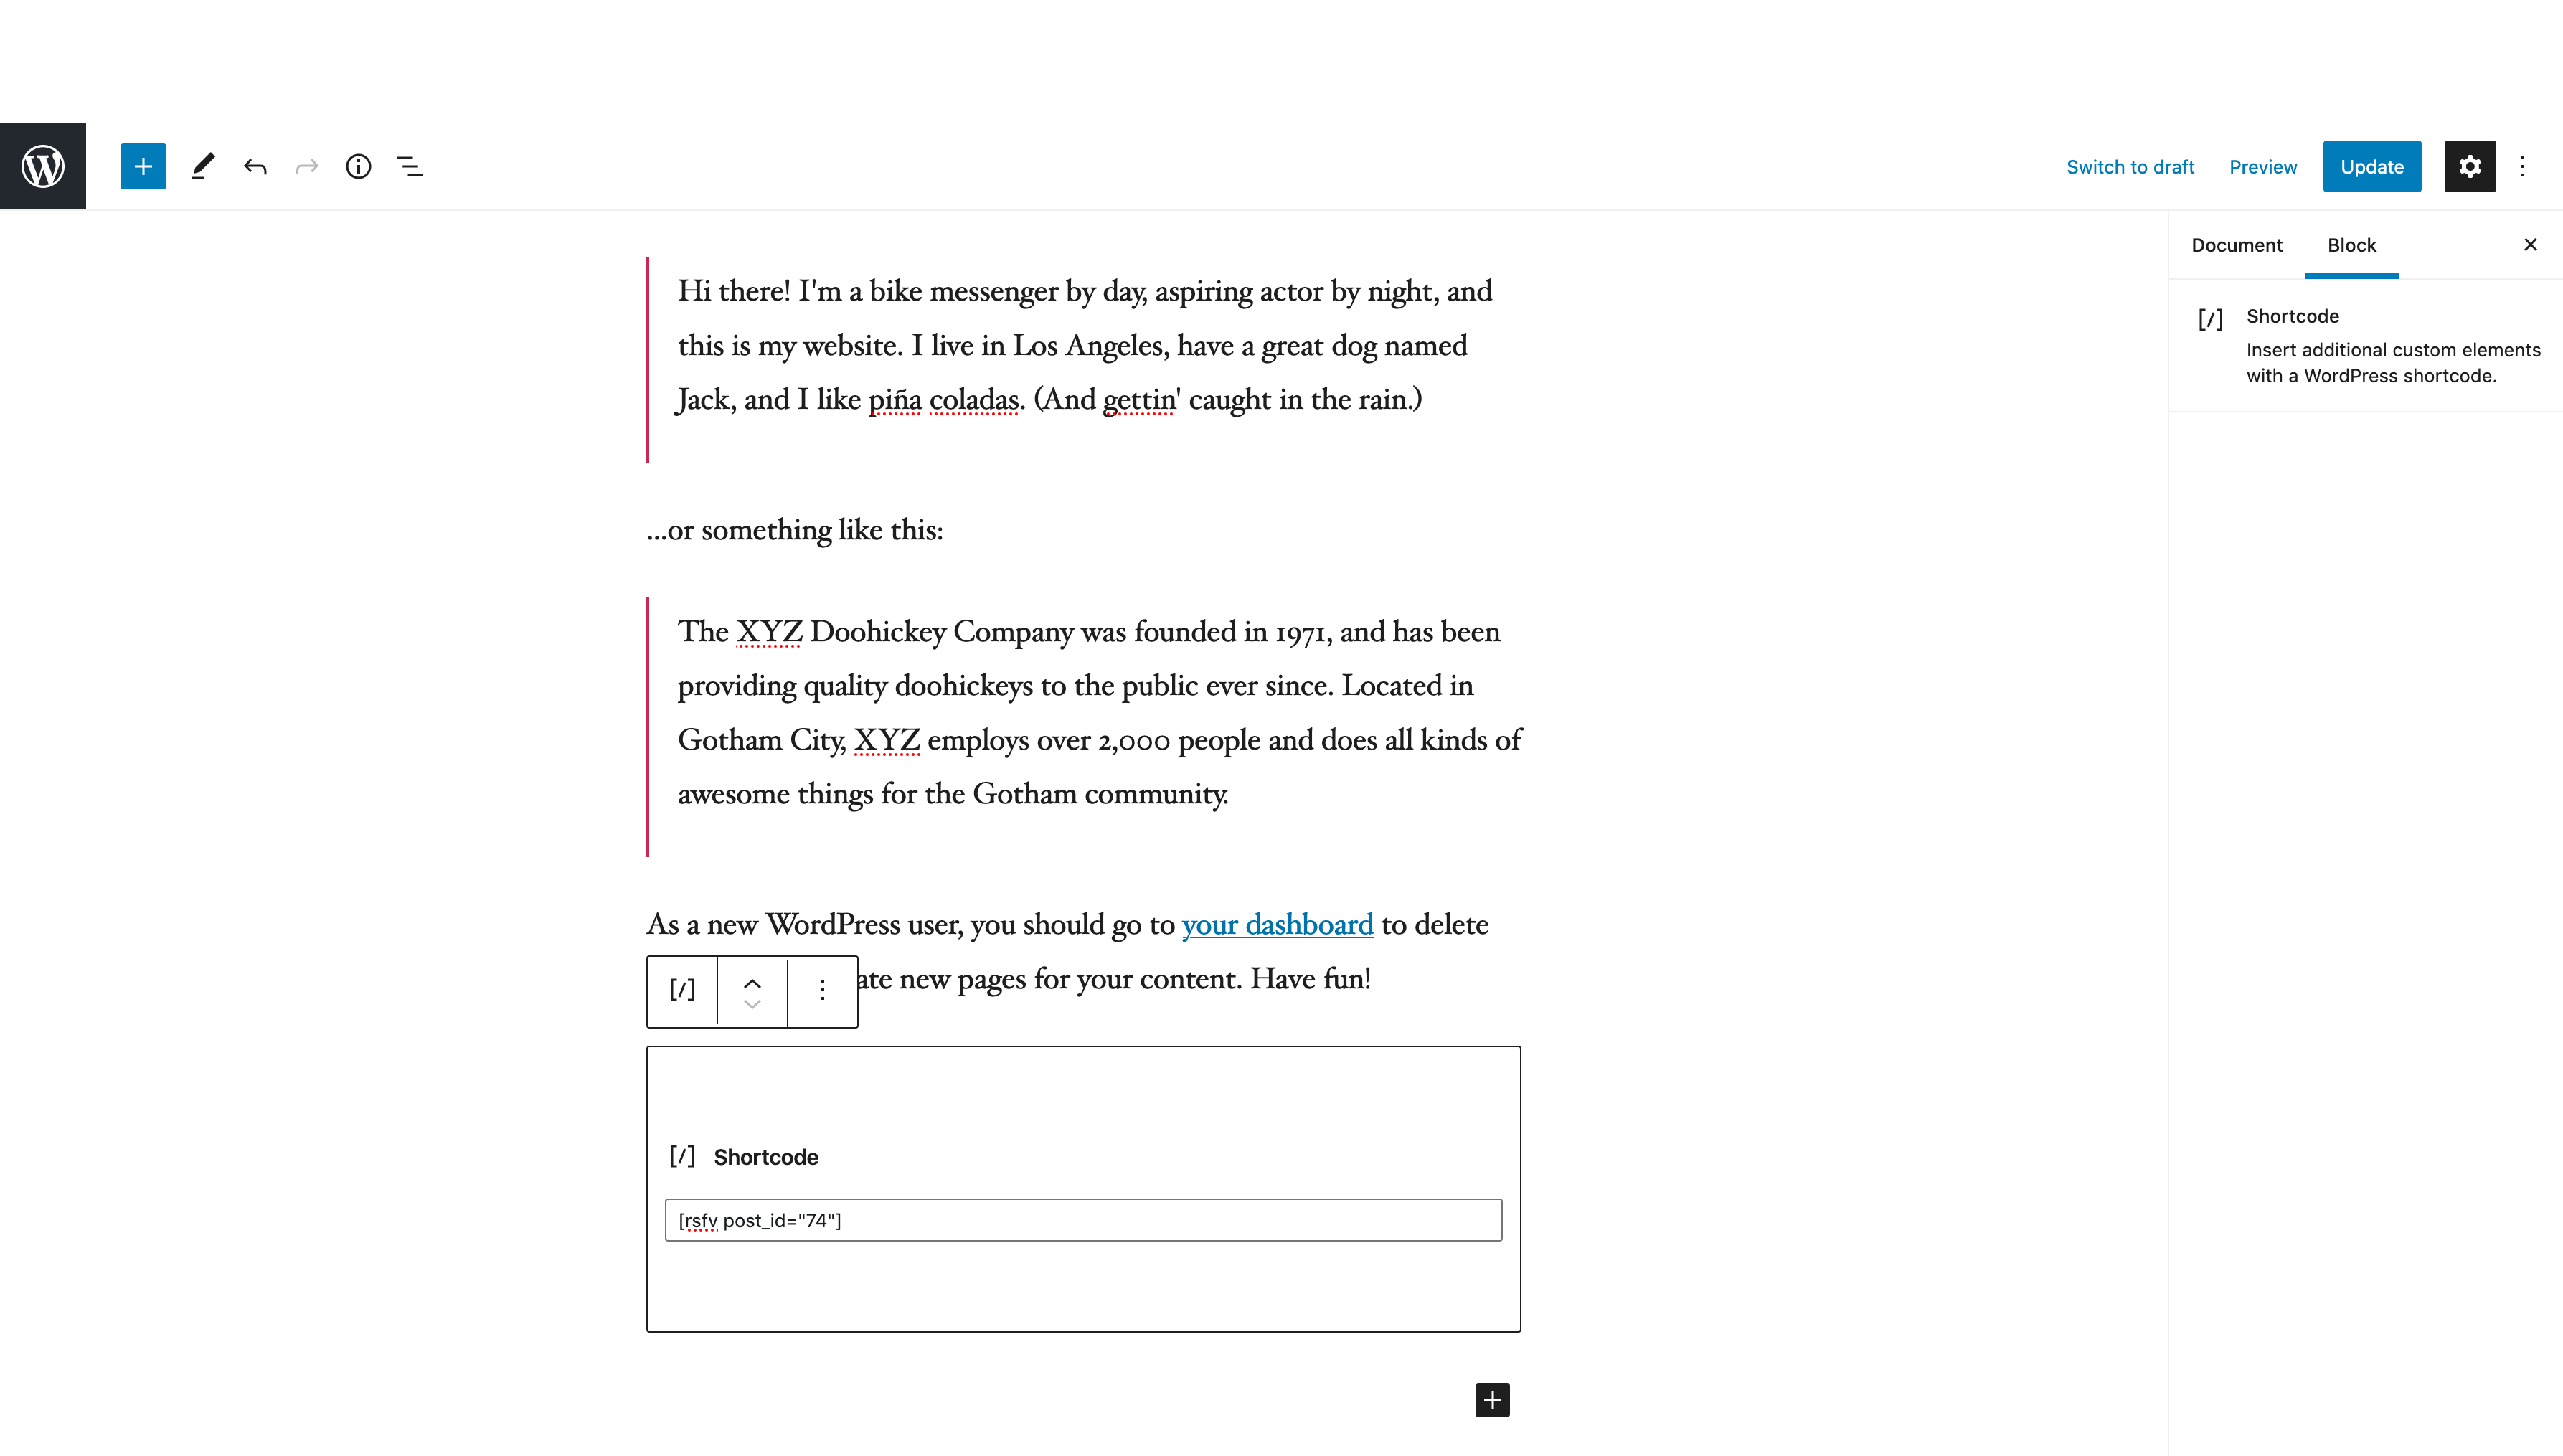 Switch to draft Preview Update
Document Block
Shortcode
Insert additional custom elements
with a WordPress shortcode.
Hi there! I'm a bike messenger by day, aspiring actor by night, and
this is my website. I live in Los Angeles, have a great dog named
Jack, and I like piña coladas. (And gettin' caught in the rain.)
...or something like this:
The XYZ Doohickey Company was founded in 1971, and has been
providing quality doohickeys to the public ever since. Located in
Gotham City, XYZ employs over 2,000 people and does all kinds of
awesome things for the Gotham community.
As a new WordPress user, you should go to your dashboard to delete
ate new pages for your content. Have fun!
[/]
[/] Shortcode
[rsfv post_id="74"]